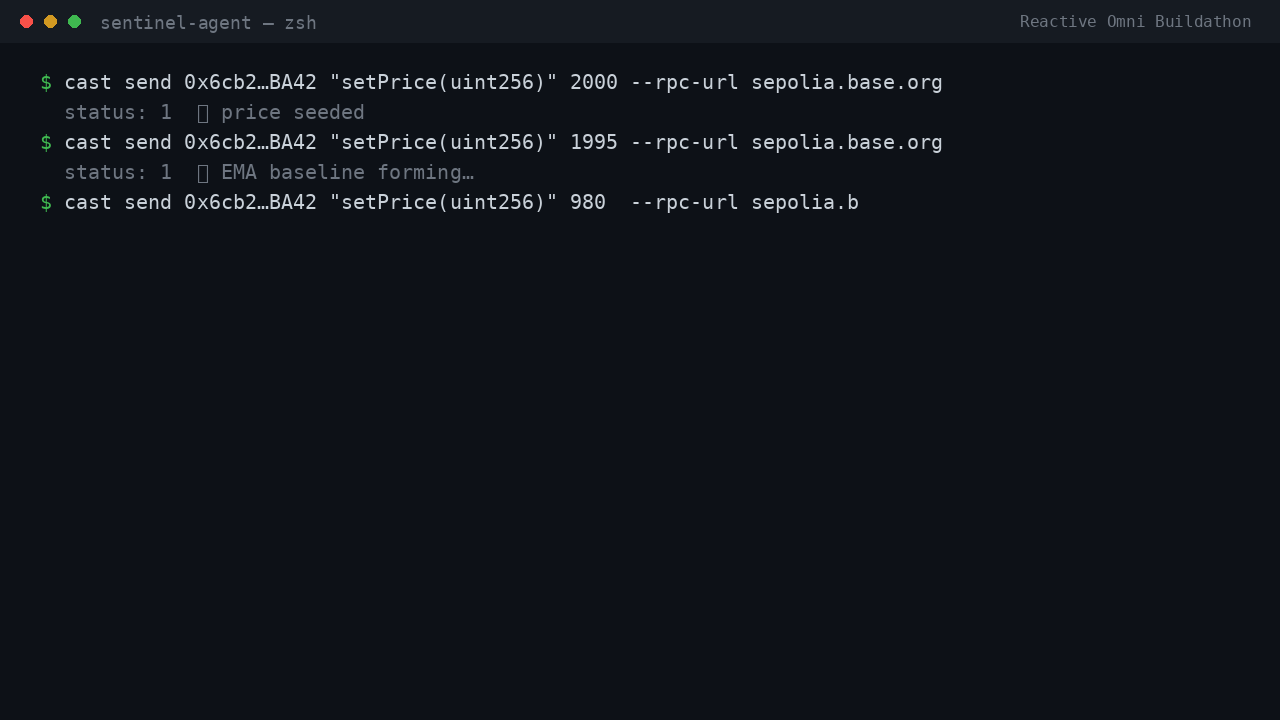 sentinel-agent — zsh
Reactive Omni Buildathon
$ cast send 0x6cb2…BA42 "setPrice(uint256)" 2000 --rpc-url sepolia.base.org
status: 1 ▯ price seeded
$ cast send 0x6cb2…BA42 "setPrice(uint256)" 1995 --rpc-url sepolia.base.org
status: 1 ▯ EMA baseline forming…
$ cast send 0x6cb2…BA42 "setPrice(uint256)" 980 --rpc-url sepolia.b